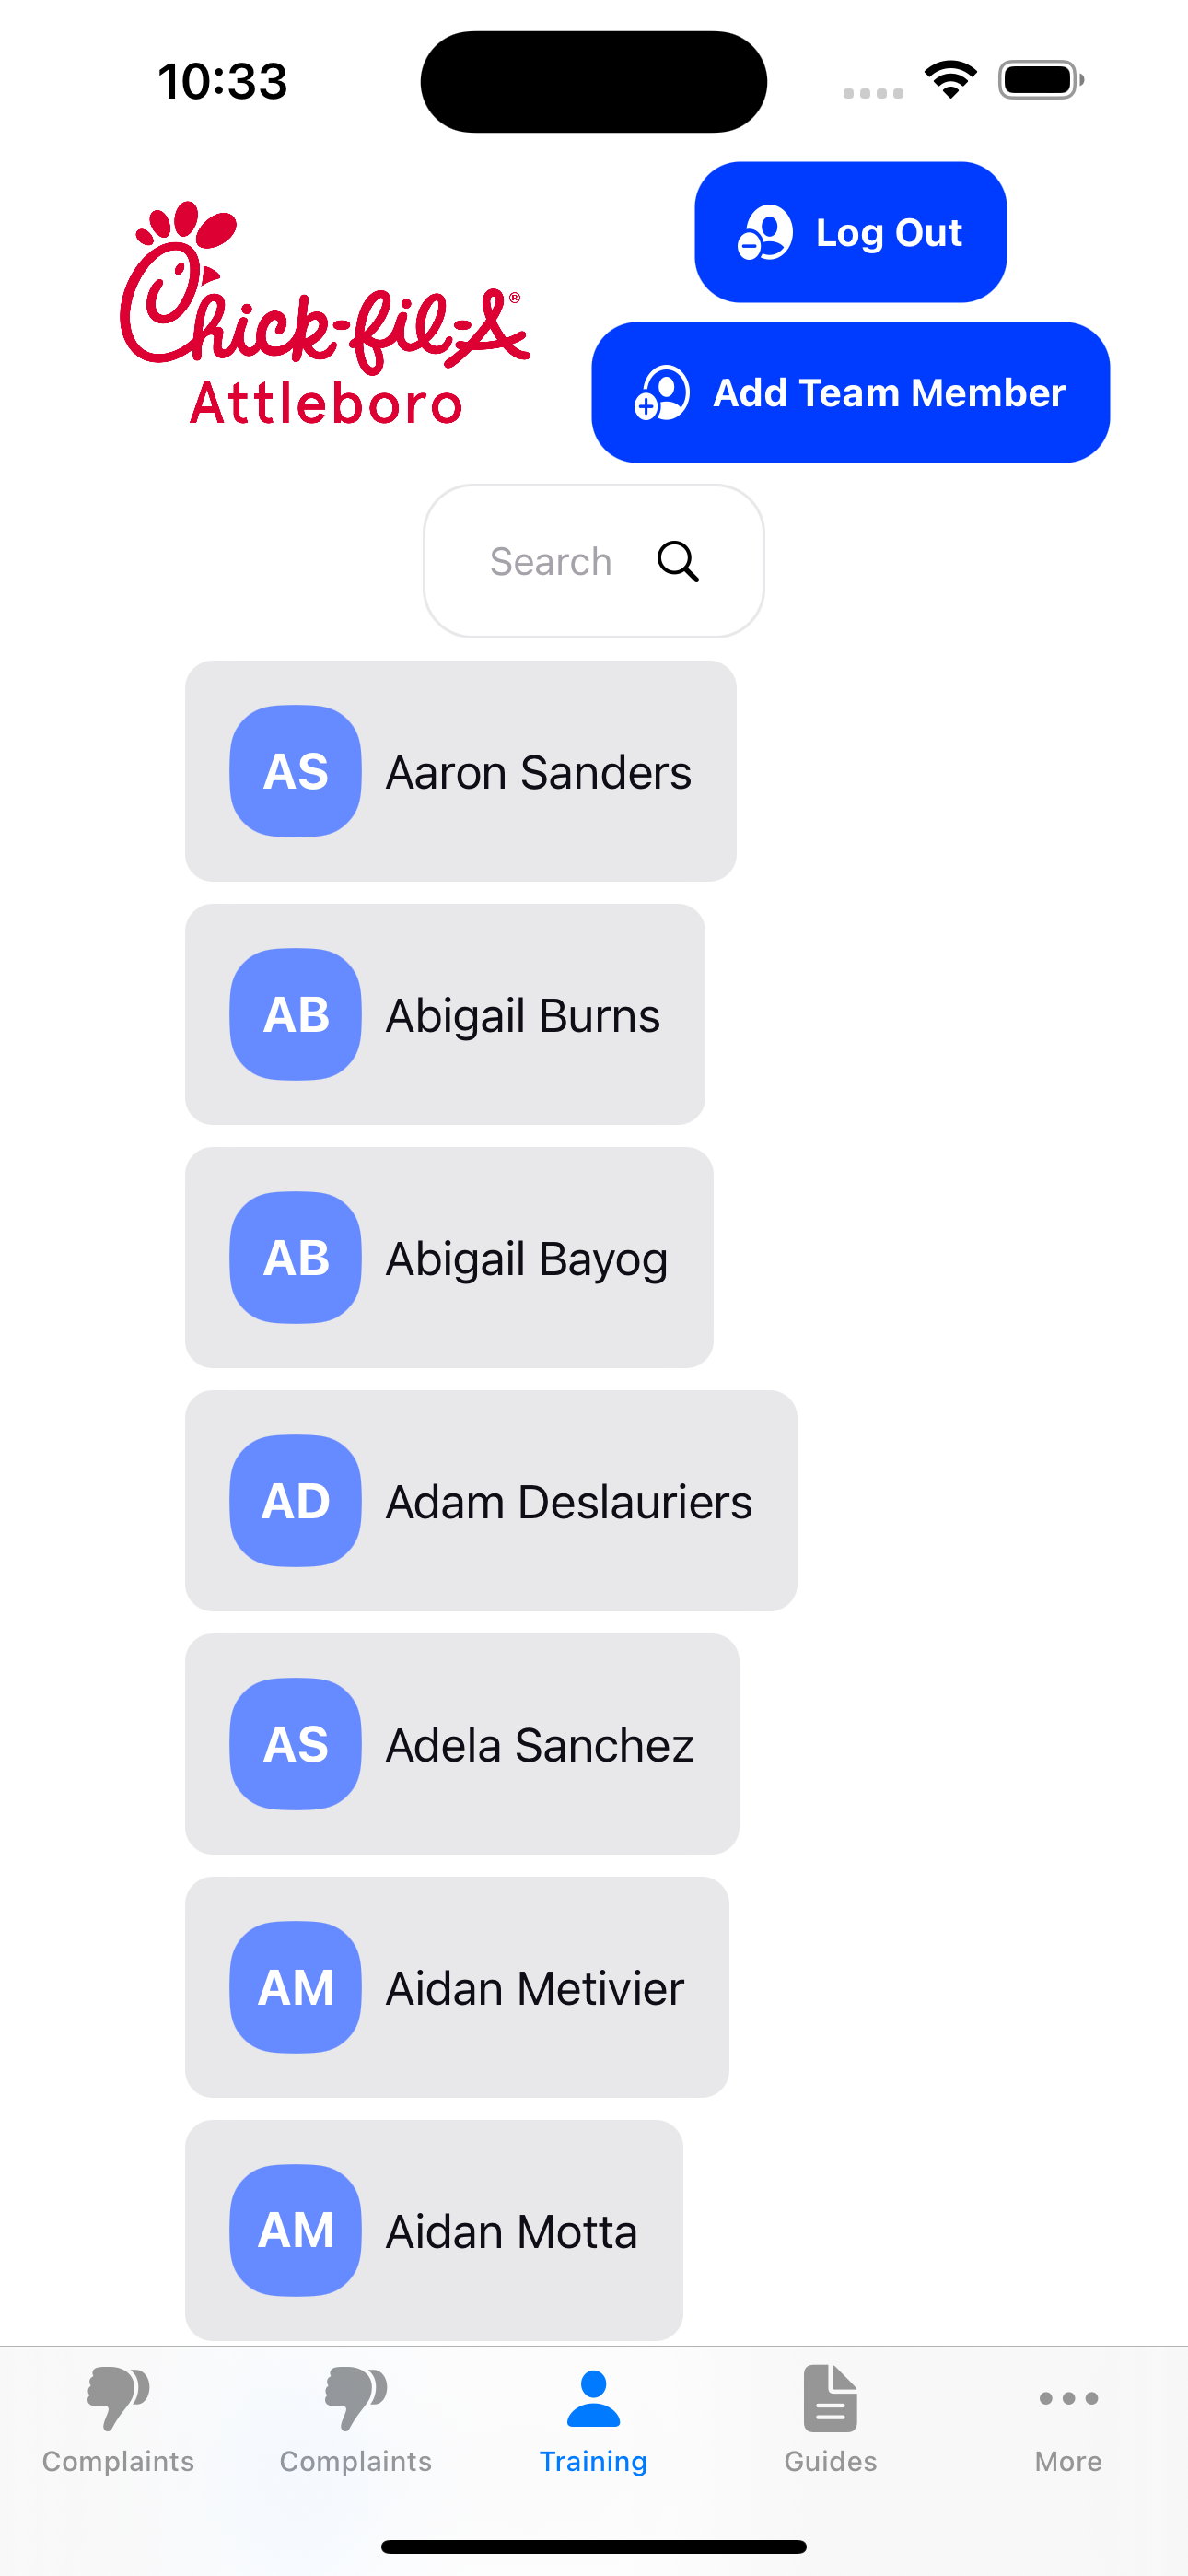 10:33
Log Out
Chick-fil-A®
Attleboro
Add Team Member
Search
AS Aaron Sanders
AB Abigail Burns
AB Abigail Bayog
AD Adam Deslauriers
AS Adela Sanchez
AM Aidan Metivier
AM Aidan Motta
Complaints Complaints Training Guides More